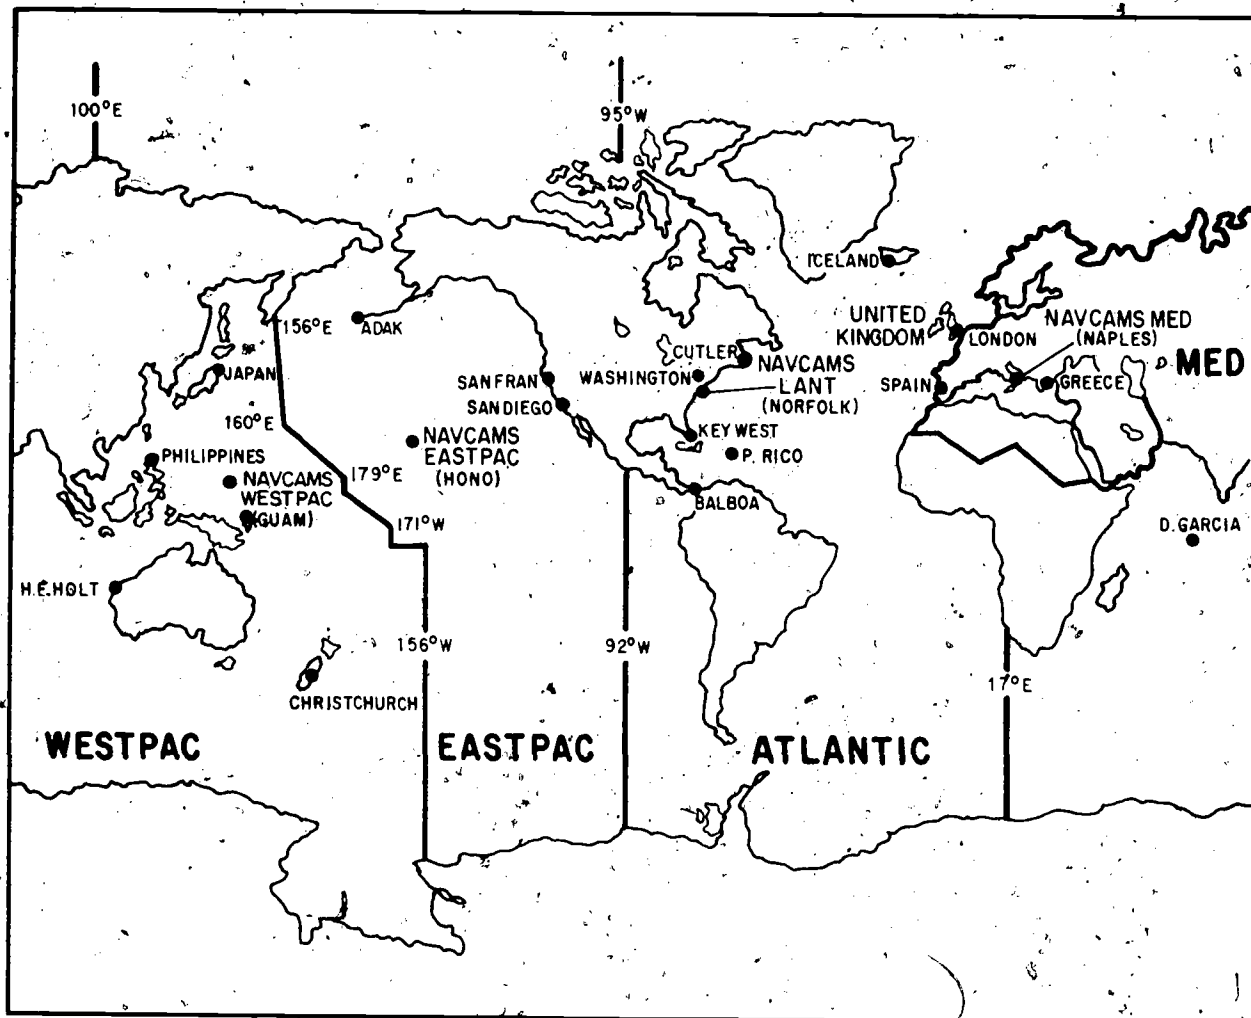 100°E
95°W
ICELAND
156°E
ADAK
UNITED
KINGDOM
LONDON
NAVCAMS MED
(NAPLES)
MED
JAPAN
SAN FRAN
SAN DIEGO
CUTLER
WASHINGTON
NAVCAMS
LANT
(NORFOLK)
SPAIN
GREECE
160°E
KEY WEST
P. RICO
PHILIPPINES
NAVCAMS
WESTPAC
(GUAM)
179°E
NAVCAMS
EASTPAC
(HONO)
BALBOA
171°W
D. GARCIA
H.E. HOLT
156°W
92°W
17°E
CHRISTCHURCH
WESTPAC
EASTPAC
ATLANTIC